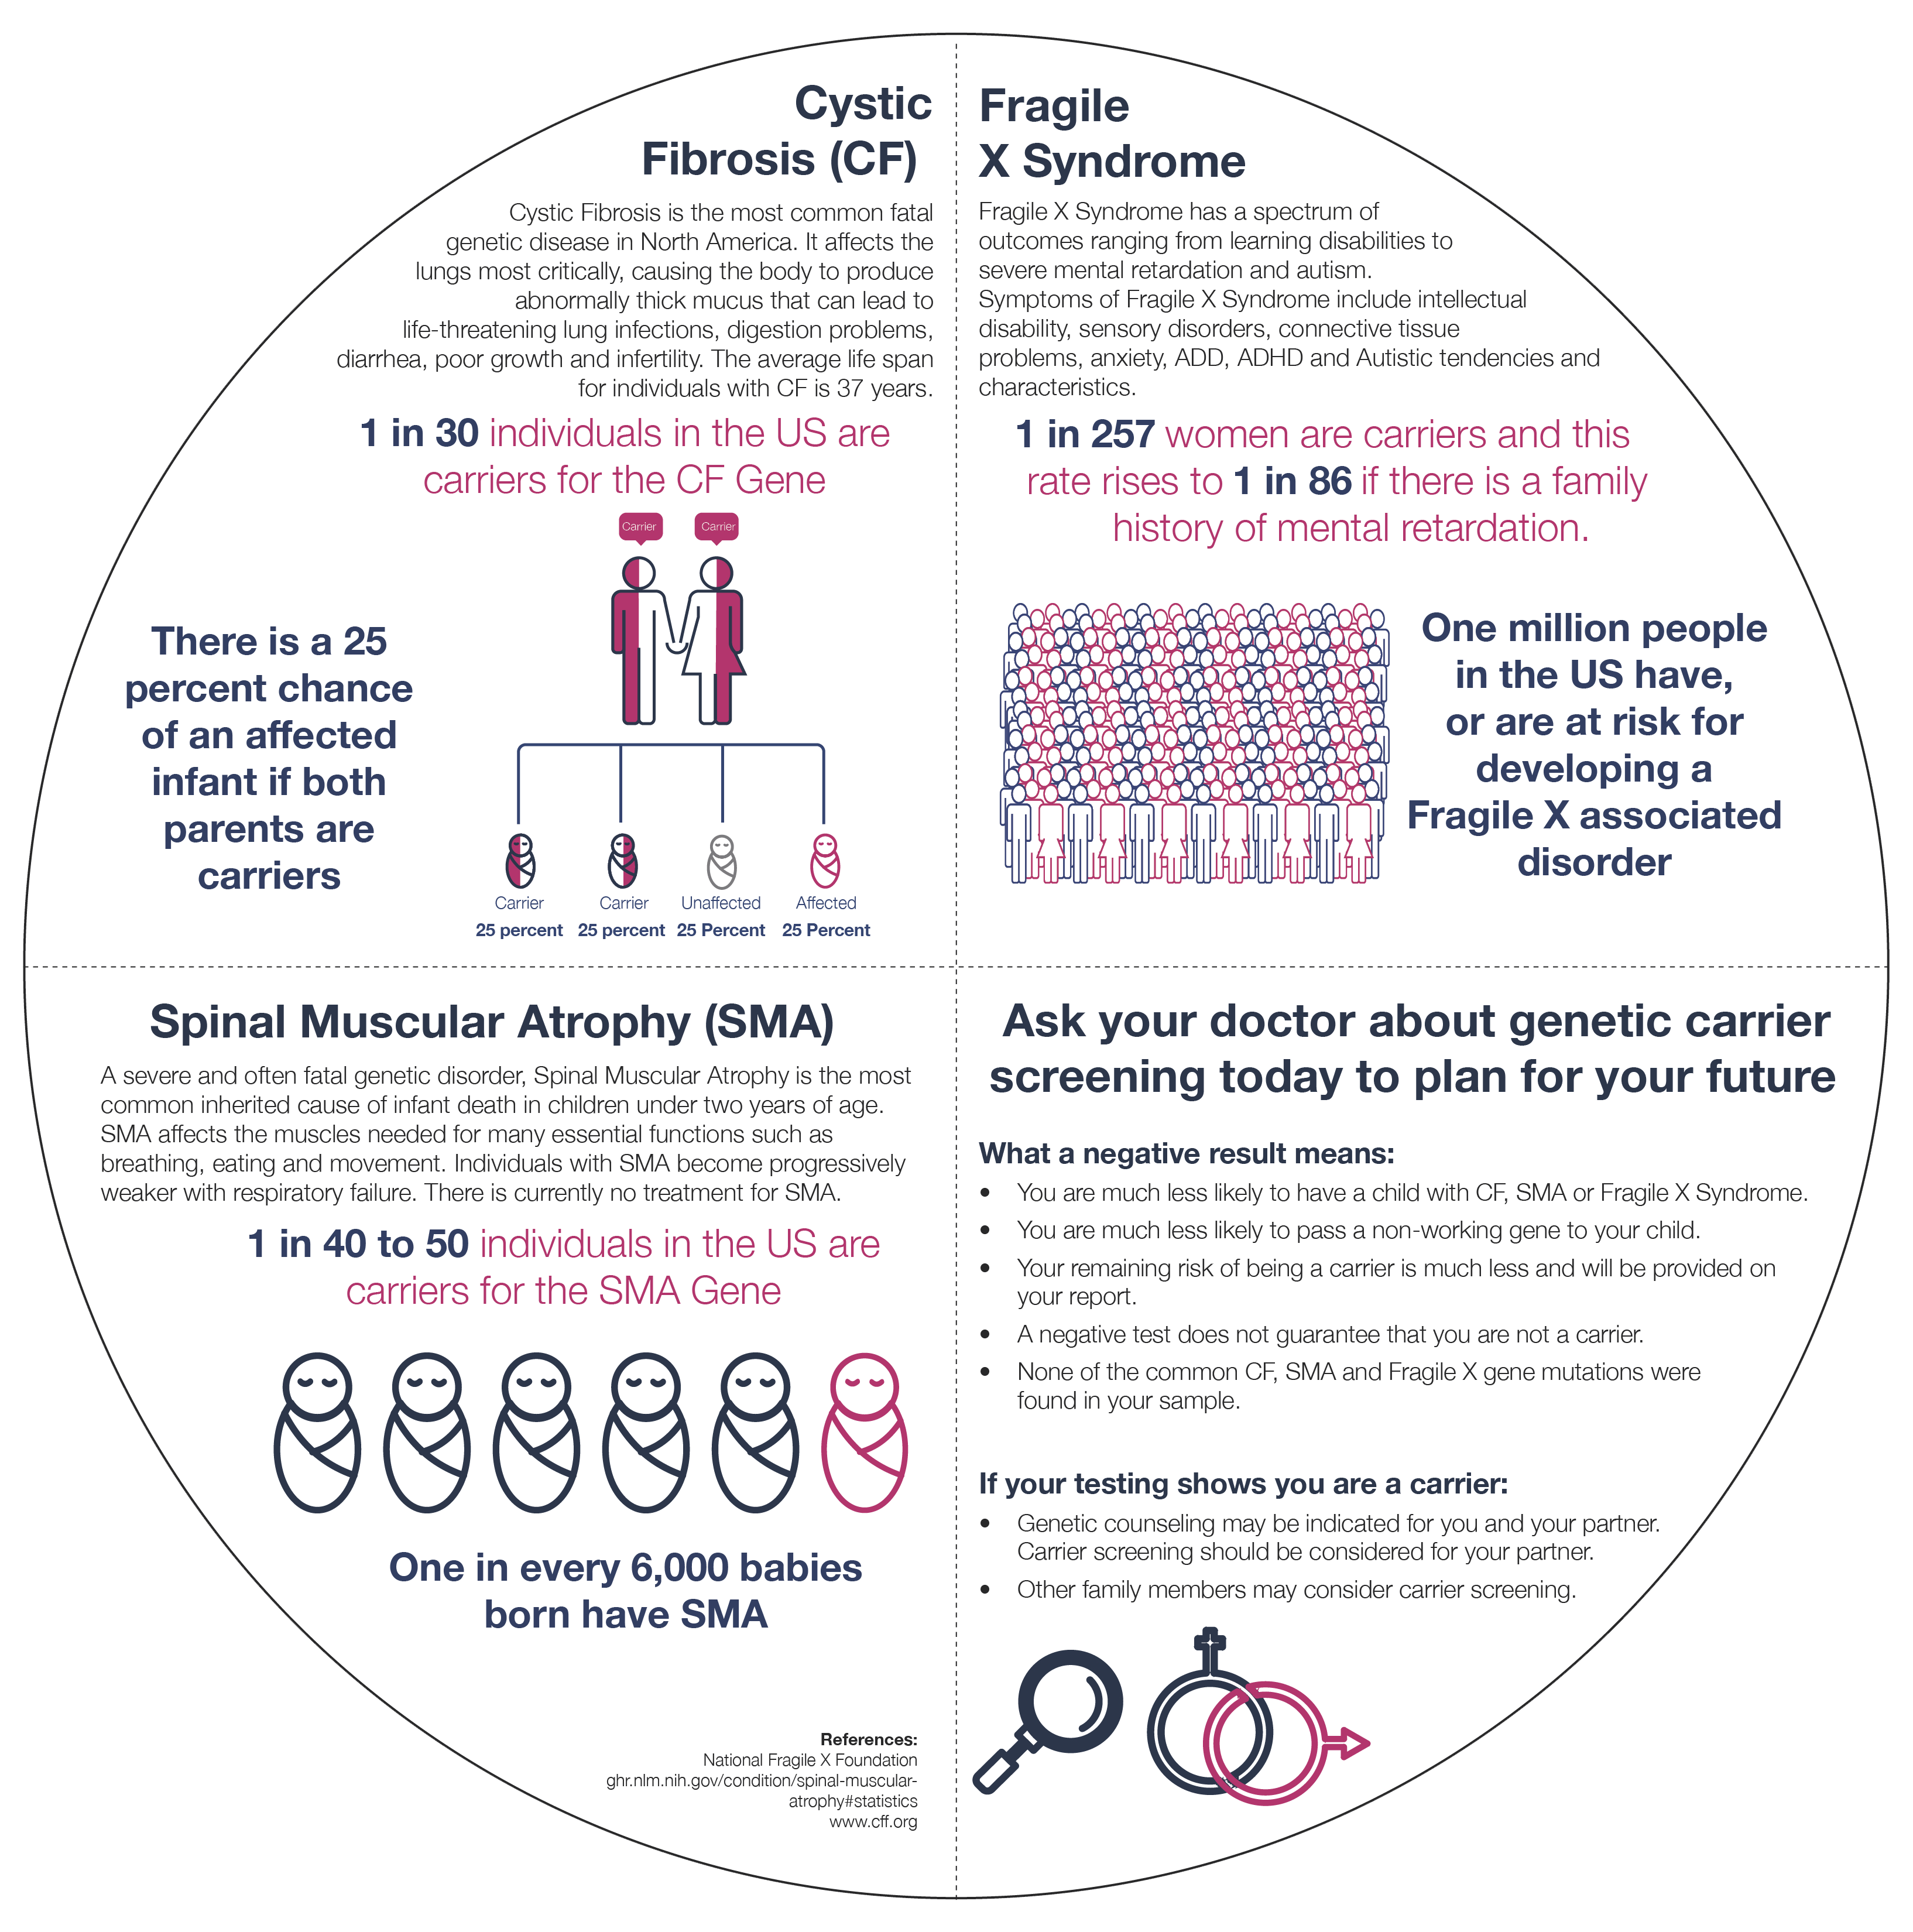 Cystic
Fibrosis (CF)
Cystic Fibrosis is the most common fatal
genetic disease in North America. It affects the
lungs most critically, causing the body to produce
abnormally thick mucus that can lead to
life-threatening lung infections, digestion problems,
diarrhea, poor growth and infertility. The average life span
for individuals with CF is 37 years.
1 in 30 individuals in the US are
carriers for the CF Gene
Carrier Carrier
There is a 25
percent chance
of an affected
infant if both
parents are
carriers
Carrier Carrier Unaffected Affected
25 percent 25 percent 25 Percent 25 Percent
Fragile
X Syndrome
Fragile X Syndrome has a spectrum of
outcomes ranging from learning disabilities to
severe mental retardation and autism.
Symptoms of Fragile X Syndrome include intellectual
disability, sensory disorders, connective tissue
problems, anxiety, ADD, ADHD and Autistic tendencies and
characteristics.
1 in 257 women are carriers and this
rate rises to 1 in 86 if there is a family
history of mental retardation.
One million people
in the US have,
or are at risk for
developing a
Fragile X associated
disorder
Spinal Muscular Atrophy (SMA)
A severe and often fatal genetic disorder, Spinal Muscular Atrophy is the most
common inherited cause of infant death in children under two years of age.
SMA affects the muscles needed for many essential functions such as
breathing, eating and movement. Individuals with SMA become progressively
weaker with respiratory failure. There is currently no treatment for SMA.
1 in 40 to 50 individuals in the US are
carriers for the SMA Gene
One in every 6,000 babies
born have SMA
References:
National Fragile X Foundation
ghr.nlm.nih.gov/condition/spinal-muscular-
atrophy#statistics
www.cff.org
Ask your doctor about genetic carrier
screening today to plan for your future
What a negative result means:
• You are much less likely to have a child with CF, SMA or Fragile X Syndrome.
• You are much less likely to pass a non-working gene to your child.
• Your remaining risk of being a carrier is much less and will be provided on
your report.
• A negative test does not guarantee that you are not a carrier.
• None of the common CF, SMA and Fragile X gene mutations were
found in your sample.
If your testing shows you are a carrier:
• Genetic counseling may be indicated for you and your partner.
Carrier screening should be considered for your partner.
• Other family members may consider carrier screening.